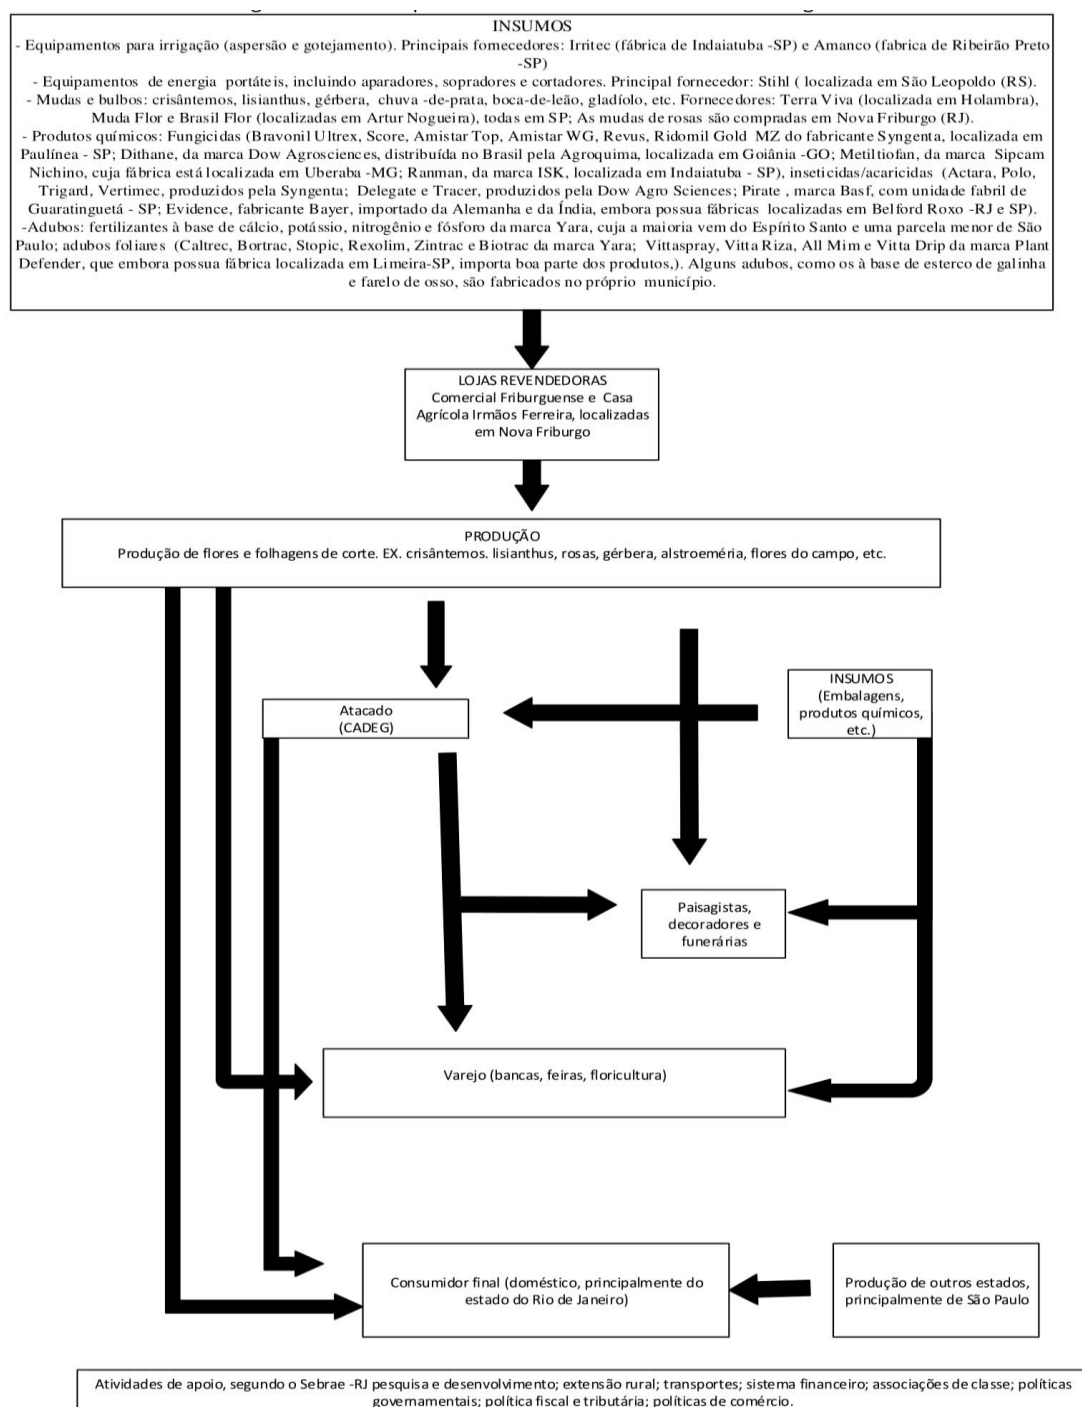 INSUMOS
- Equipamentos para irrigação (aspersão e gotejamento). Principais fornecedores: Irritec (fábrica de Indaiatuba -SP) e Amanco (fabrica de Ribeirão Preto
-SP)
- Equipamentos de energia portáteis, incluindo aparadores, sopradores e cortadores. Principal fornecedor: Stihl ( localizada em São Leopoldo (RS).
- Mudas e bulbos: crisântemos, lisianthus, gérbera, chuva -de-prata, boca-de-leão, gladíolo, etc. Fornecedores: Terra Viva (localizada em Holambra),
Muda Flor e Brasil Flor (localizadas em Artur Nogueira), todas em SP; As mudas de rosas são compradas em Nova Friburgo (RJ).
- Produtos químicos: Fungicidas (Bravonil Ultrex, Score, Amistar Top, Amistar WG, Revus, Ridomil Gold MZ do fabricante Syngenta, localizada em
Paulínea - SP; Dithane, da marca Dow Agrosciences, distribuída no Brasil pela Agroquima, localizada em Goiânia -GO; Metiltiofan, da marca Sipcam
Nichino, cuja fábrica está localizada em Uberaba -MG; Ranman, da marca ISK, localizada em Indaiatuba - SP), inseticidas/acaricidas (Actara, Polo,
Trigard, Vertimec, produzidos pela Syngenta; Delegate e Tracer, produzidos pela Dow Agro Sciences; Pirate , marca Basf, com unidade fabril de
Guaratinguetá - SP; Evidence, fabricante Bayer, importado da Alemanha e da Índia, embora possua fábricas localizadas em Belford Roxo -RJ e SP).
-Adubos: fertilizantes à base de cálcio, potássio, nitrogênio e fósforo da marca Yara, cuja a maioria vem do Espírito Santo e uma parcela menor de São
Paulo; adubos foliares (Caltrec, Bortrac, Stopic, Rexolim, Zintrac e Biotrac da marca Yara; Vittaspray, Vitta Riza, All Mim e Vitta Drip da marca Plant
Defender, que embora possua fábrica localizada em Limeira-SP, importa boa parte dos produtos,). Alguns adubos, como os à base de esterco de galinha
e farelo de osso, são fabricados no próprio município.
LOJAS REVENDEDORAS
Comercial Friburguense e Casa
Agrícola Irmãos Ferreira, localizadas
em Nova Friburgo
PRODUÇÃO
Produção de flores e folhagens de corte. EX. crisântemos. lisianthus, rosas, gérbera, alstroeméria, flores do campo, etc.
INSUMOS
(Embalagens,
produtos químicos,
etc.)
Atacado
(CADEG)
Paisagistas,
decoradores e
funerárias
Varejo (bancas, feiras, floricultura)
Consumidor final (doméstico, principalmente do
estado do Rio de Janeiro)
Produção de outros estados,
principalmente de São Paulo
Atividades de apoio, segundo o Sebrae -RJ pesquisa e desenvolvimento; extensão rural; transportes; sistema financeiro; associações de classe; políticas
governamentais; política fiscal e tributária; políticas de comércio.